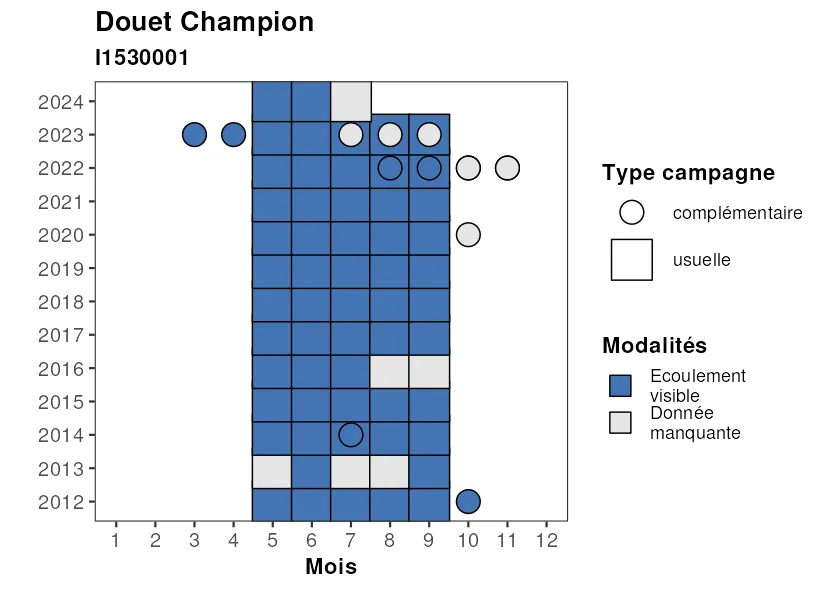 Douet Champion
I1530001
2024
2023
2022
2021
2020
2019
2018
2017
2016
2015
2014
2013
2012
1 2 3 4 5 6 7 8 9 10 11 12
Mois
Type campagne
complémentaire
usuelle
Modalités
Ecoulement
visible
Donnée
manquante